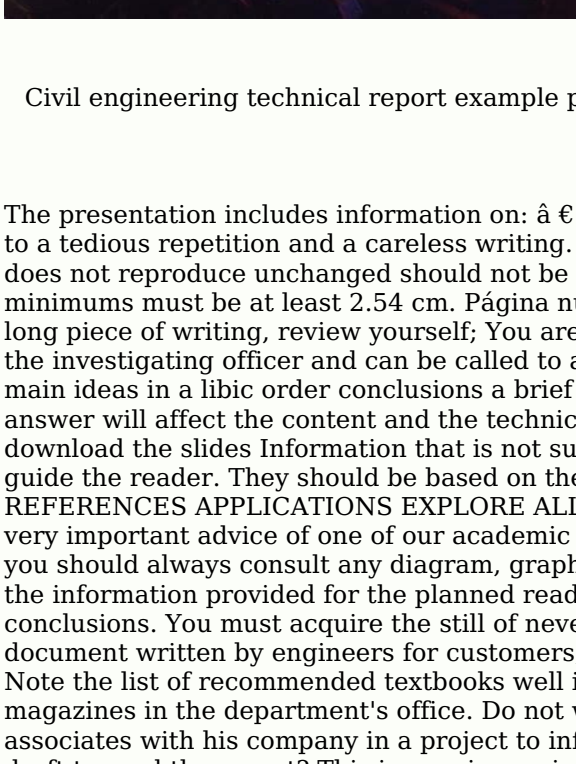 Civil engineering technical report example p
The presentation includes information on: â €
to a tedious repetition and a careless writing.
does not reproduce unchanged should not be
minimums must be at least 2.54 cm. Página nu
long piece of writing, review yourself; You are
the investigating officer and can be called to a
main ideas in a libic order conclusions a brief
answer will affect the content and the technic
download the slides Information that is not su
guide the reader. They should be based on the
REFERENCES APPLICATIONS EXPLORE ALL
very important advice of one of our academic
you should always consult any diagram, graph
the information provided for the planned read
conclusions. You must acquire the still of neve
document written by engineers for customers
Note the list of recommended textbooks well i
magazines in the department's office. Do not v
associates with his company in a project to inf